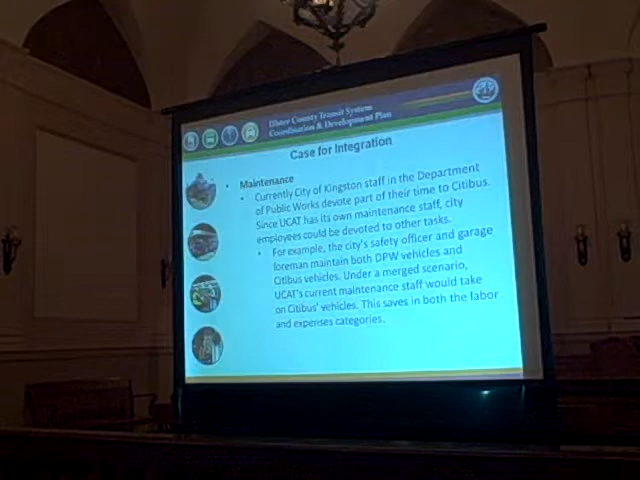 Ulster County Transit System
Coordination & Development Plan
Case for Integration
• Maintenance
• Currently City of Kingston staff in the Department
of Public Works devote part of their time to Citibus.
Since UCAT has its own maintenance staff, city
employees could be devoted to other tasks.
• For example, the city's safety officer and garage
foreman maintain both DPW vehicles and
Citibus vehicles. Under a merged scenario,
UCAT's current maintenance staff would take
on Citibus' vehicles. This saves in both the labor
and expenses categories.